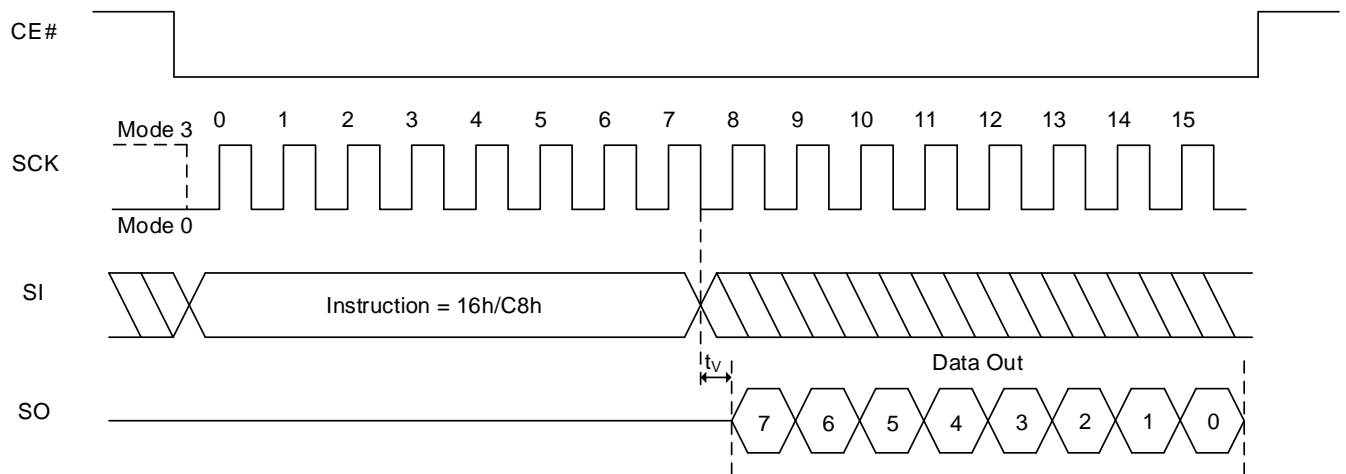 CE#
Mode 3 0 1 2 3 4 5 6 7 8 9 10 11 12 13 14 15
SCK
Mode 0
SI Instruction = 16h/C8h
tV Data Out
SO 7 6 5 4 3 2 1 0